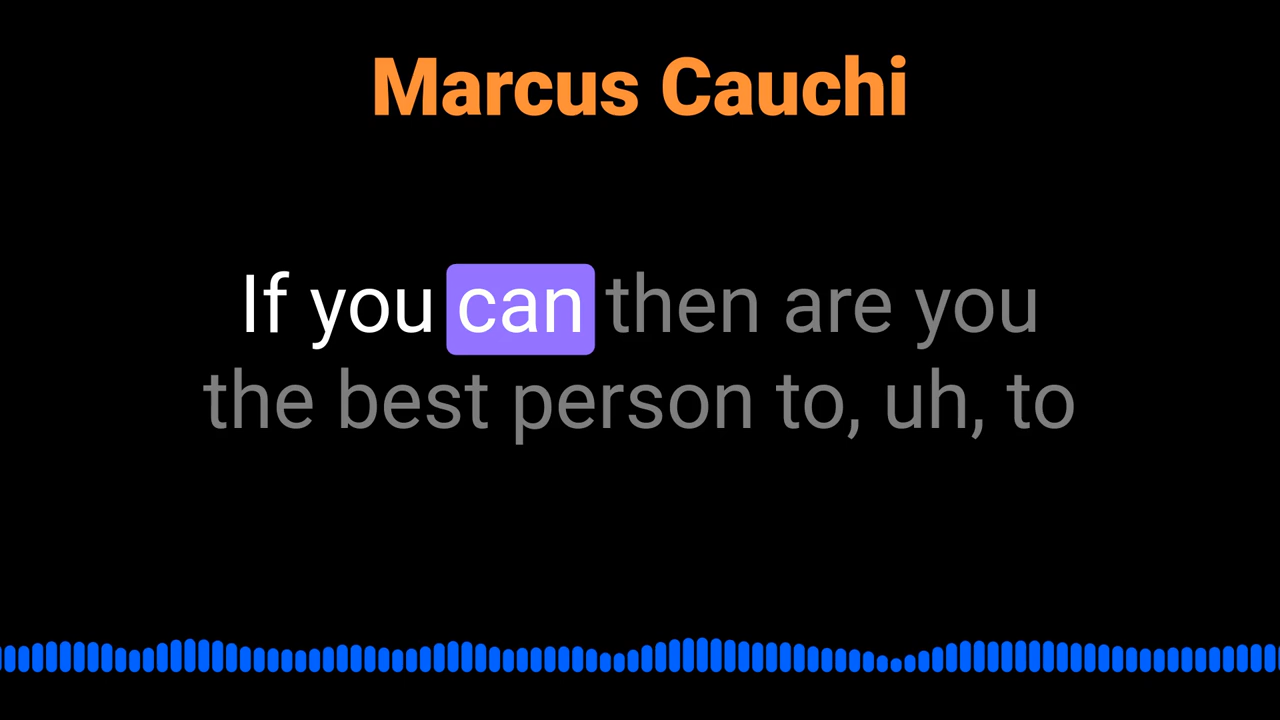 Marcus Cauchi
If you can then are you
the best person to, uh, to